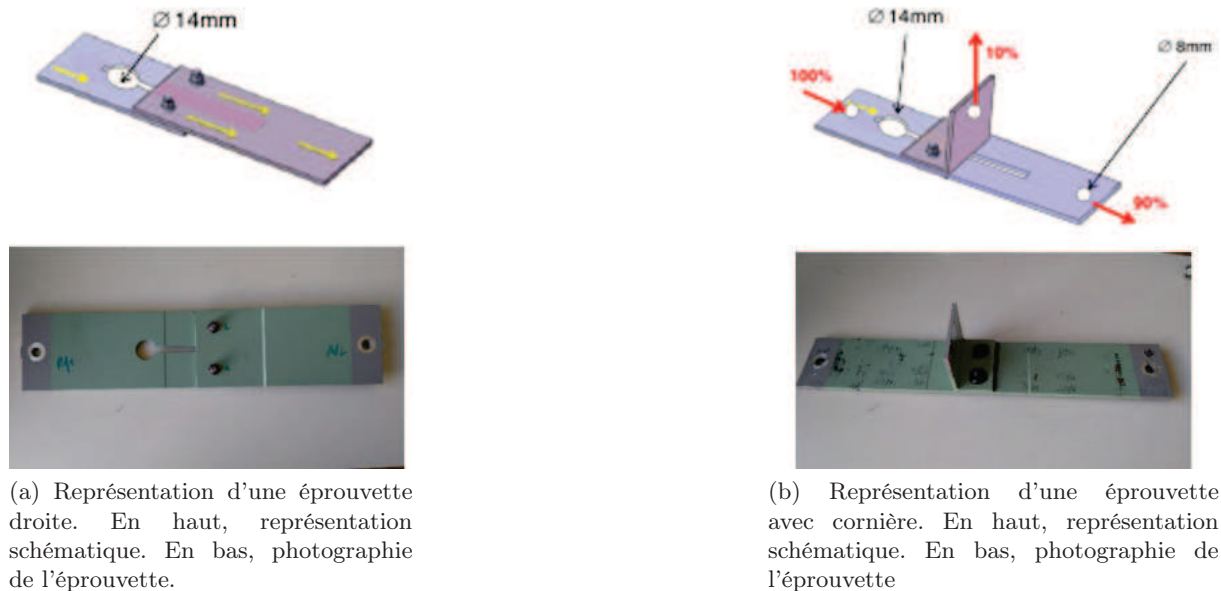 Ø 14mm
Ø 14mm
10%
Ø 8mm
100%
90%
(a) Représentation d'une éprouvette
droite. En haut, représentation
schématique. En bas, photographie
de l'éprouvette.
(b) Représentation d'une éprouvette
avec cornière. En haut, représentation
schématique. En bas, photographie de
l'éprouvette